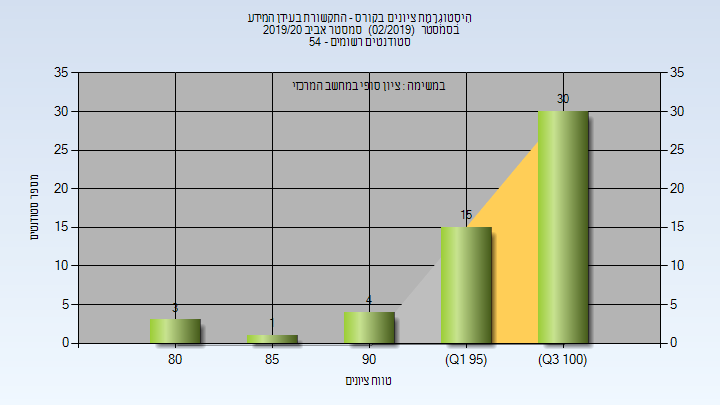 היסטוגרמת ציונים בקורס - התקשורת בעידן המידע
בסמסטר (02/2019) סמסטר אביב 2019/20
סטודנטים רשומים - 54
במשימה : ציון סופי במחשב המרכזי
35 35
30 30
25 25
20 20
15 15
10 10
5 5
0 0
3
1
4
15
30
מספר סטודנטים
80 85 90 (Q1 95) (Q3 100)
טווח ציונים